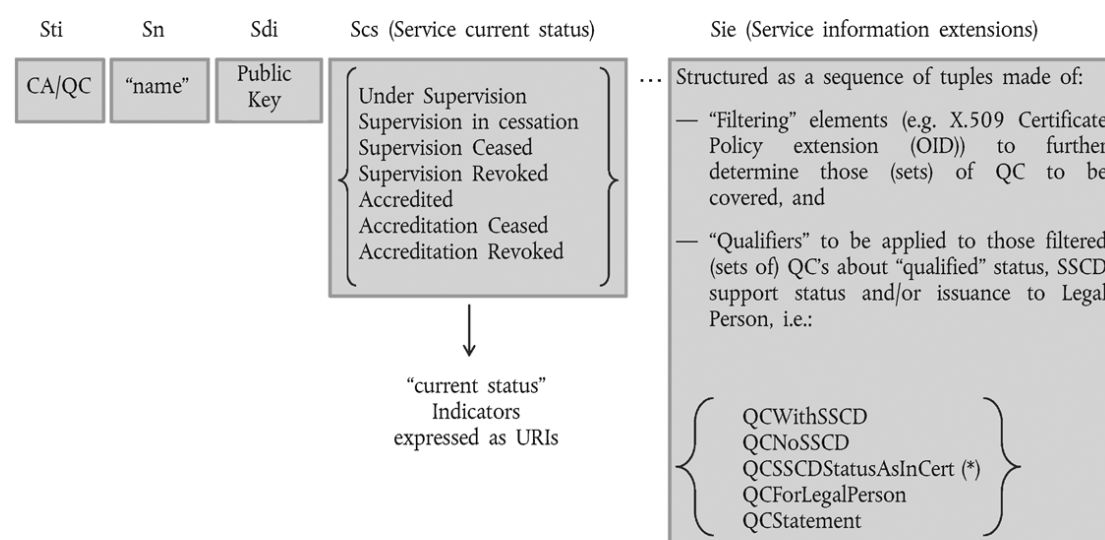 Sti Sn Sdi Scs (Service current status) Sie (Service information extensions)
CA/QC
“name”
Public
Key
Under Supervision
Supervision in cessation
Supervision Ceased
Supervision Revoked
Accredited
Accreditation Ceased
Accreditation Revoked
“current status”
Indicators
expressed as URIs
...
Structured as a sequence of tuples made of:
— “Filtering” elements (e.g. X.509 Certificate
Policy extension (OID)) to further
determine those (sets) of QC to be
covered, and
— “Qualifiers” to be applied to those filtered
(sets of) QC's about “qualified” status, SSCD
support status and/or issuance to Legal
Person, i.e.:
QCWithSSCD
QCNoSSCD
QCSSCDStatusAsInCert (*)
QCForLegalPerson
QCStatement